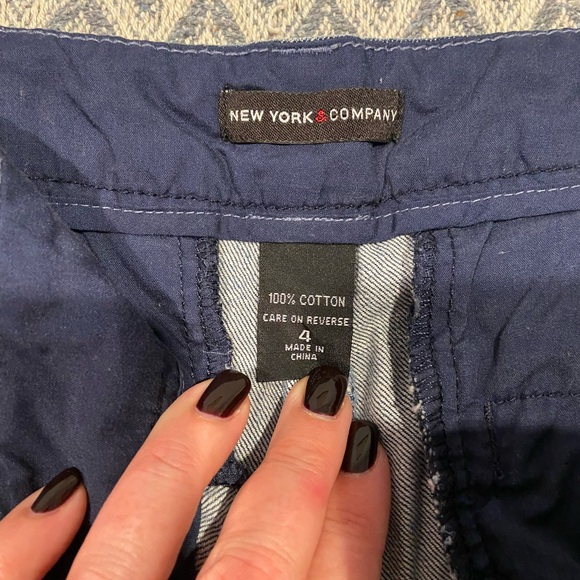 NEW YORK & COMPANY
100% COTTON
CARE ON REVERSE
4
MADE IN
CHINA